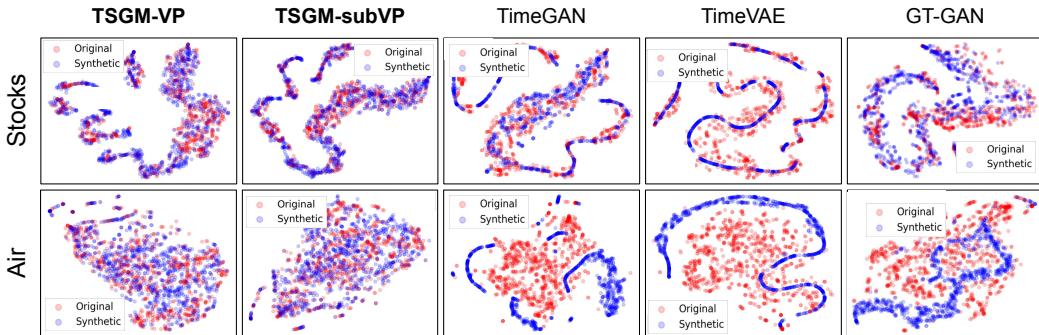 TSGM-VP TSGM-subVP TimeGAN TimeVAE GT-GAN
Stocks
Original
Synthetic
Original
Synthetic
Original
Synthetic
Original
Synthetic
Original
Synthetic
Air
Original
Synthetic
Original
Synthetic
Original
Synthetic
Original
Synthetic
Original
Synthetic